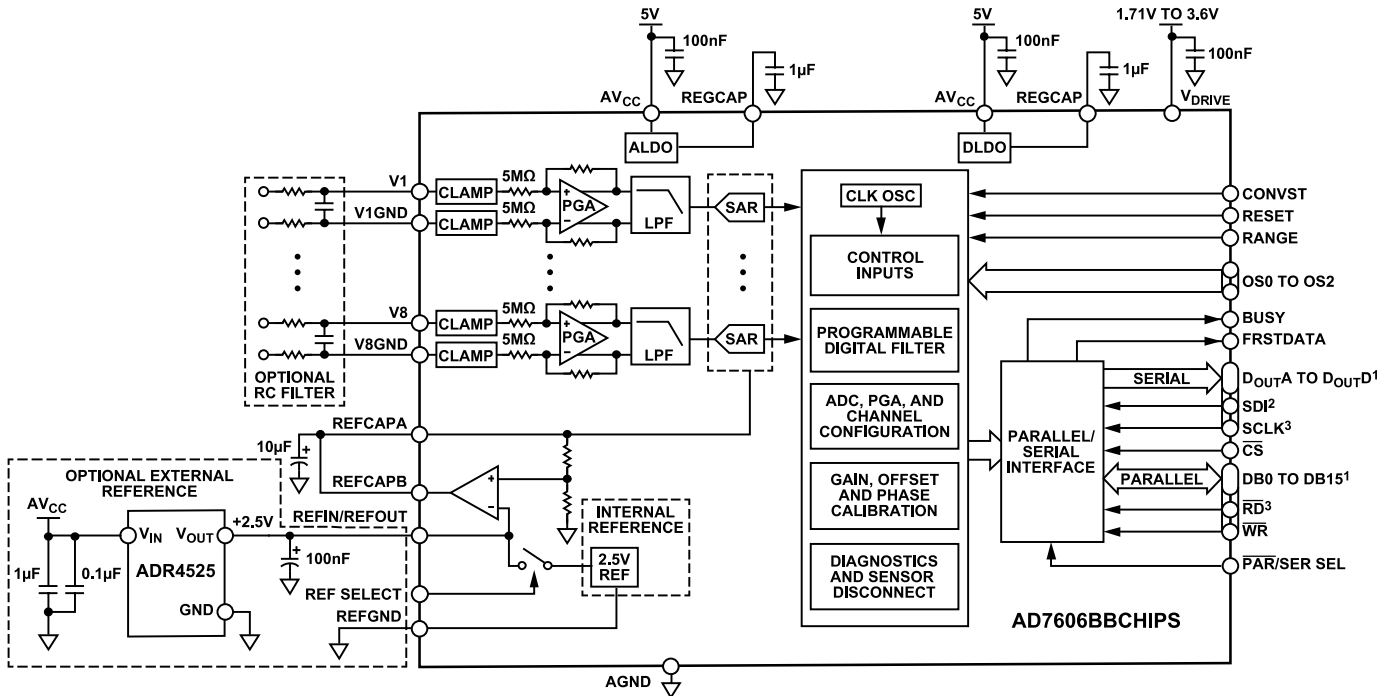 5V
100nF
1µF
AVCC
REGCAP
5V
100nF
1µF
AVCC
REGCAP
1.71V TO 3.6V
100nF
VDRIVE
ALDO
DLDO
V1
CLAMP
5MΩ
V1GND
CLAMP
5MΩ
+
PGA
−
LPF
SAR
V8
CLAMP
5MΩ
V8GND
CLAMP
5MΩ
+
PGA
−
LPF
SAR
OPTIONAL
RC FILTER
CLK OSC
CONTROL
INPUTS
PROGRAMMABLE
DIGITAL FILTER
ADC, PGA, AND
CHANNEL
CONFIGURATION
GAIN, OFFSET
AND PHASE
CALIBRATION
DIAGNOSTICS
AND SENSOR
DISCONNECT
PARALLEL/
SERIAL
INTERFACE
SERIAL
PARALLEL
CONVST
RESET
RANGE
OS0 TO OS2
BUSY
FRSTDATA
DOUTA TO DOUTD1
SDI2
SCLK3
CS
DB0 TO DB151
RD3
WR
PAR/SER SEL
REFCAPA
10µF
+
REFCAPB
+
−
REFIN/REFOUT
OPTIONAL EXTERNAL
REFERENCE
AVCC
VIN
VOUT
+2.5V
ADR4525
GND
1µF
0.1µF
+
100nF
REF SELECT
REFGND
INTERNAL
REFERENCE
2.5V
REF
AD7606BBCHIPS
AGND